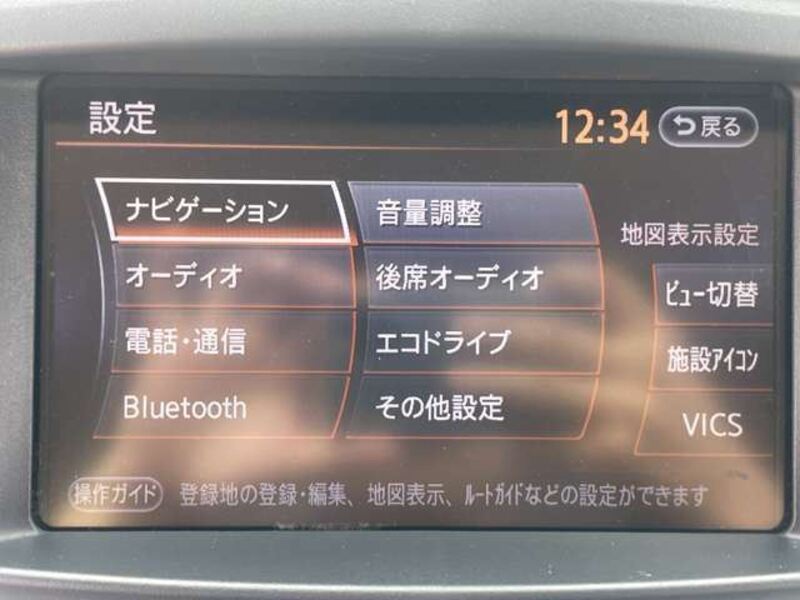 設定
12:34
戻る
ナビゲーション
音量調整
オーディオ
後席オーディオ
電話・通信
エコドライブ
Bluetooth
その他設定
地図表示設定
ビュー切替
施設アイコン
VICS
操作ガイド
登録地の登録・編集、地図表示、ルートガイドなどの設定ができます